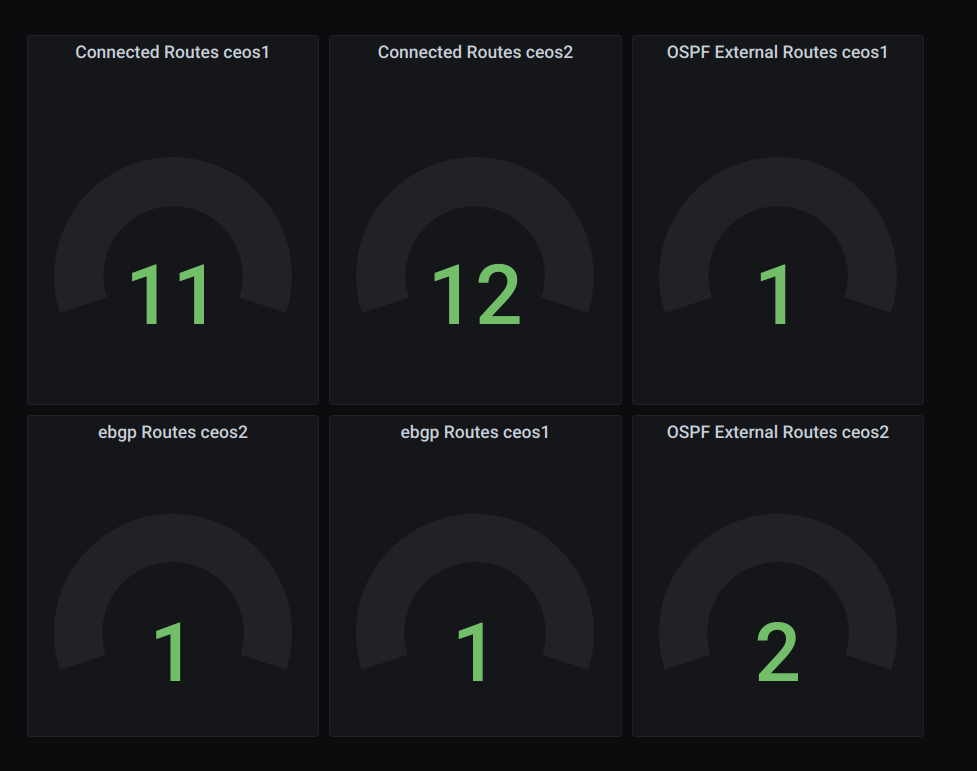 Connected Routes ceos1
11
Connected Routes ceos2
12
OSPF External Routes ceos1
1
ebgp Routes ceos2
1
ebgp Routes ceos1
1
OSPF External Routes ceos2
2